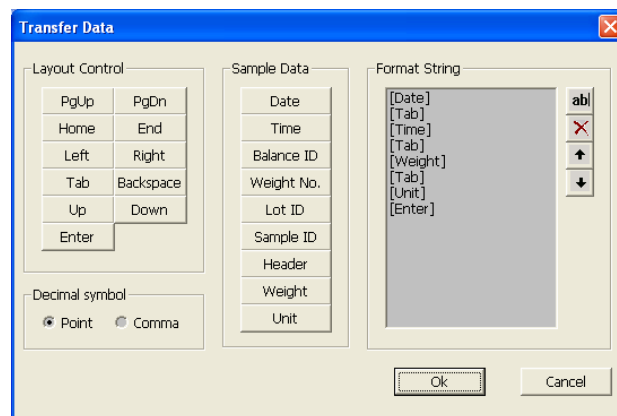 Transfer Data
Layout Control
PgUp PgDn
Home End
Left Right
Tab Backspace
Up Down
Enter
Decimal symbol
Point Comma
Sample Data
Date
Time
Balance ID
Weight No.
Lot ID
Sample ID
Header
Weight
Unit
Format String
[Date]
[Tab]
[Time]
[Tab]
[Weight]
[Tab]
[Unit]
[Enter]
ab|
Ok Cancel